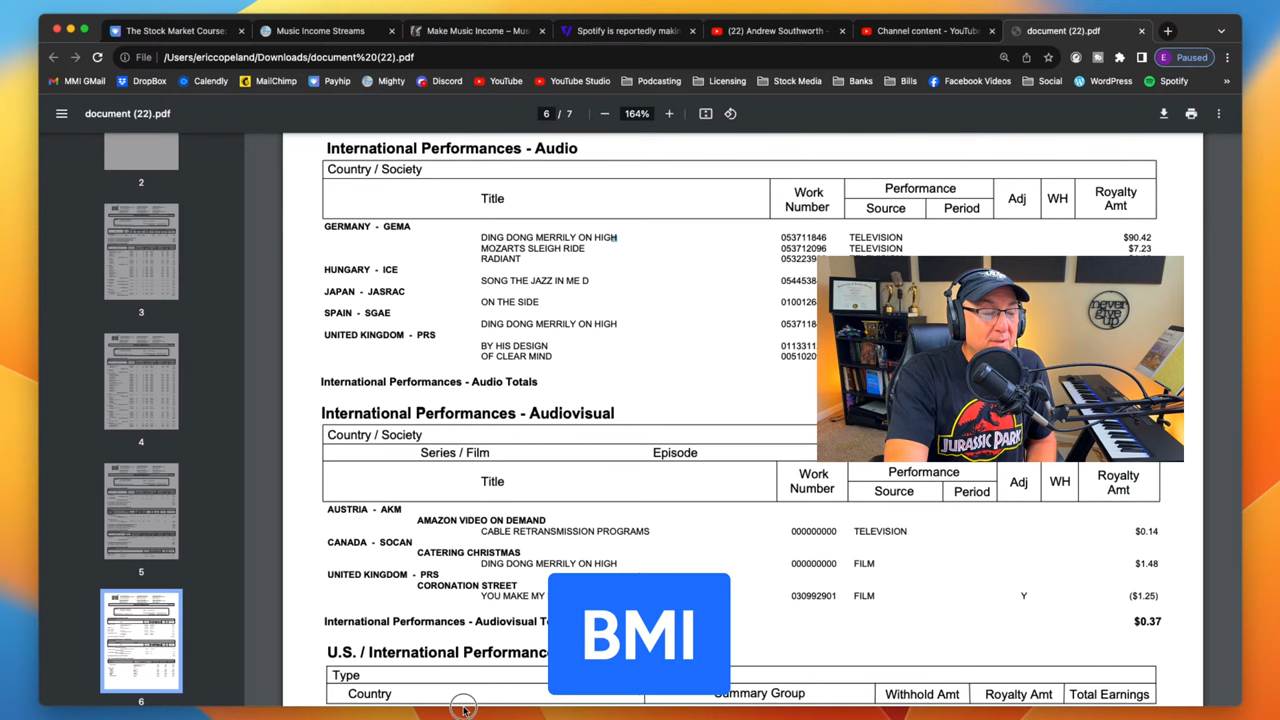 The Stock Market Course:
Music Income Streams
Make Music Income – Mus
Spotify is reportedly makin
(22) Andrew Southworth -
Channel content - YouTube
document (22).pdf
File
/Users/ericcopeland/Downloads/document%20(22).pdf
E
Paused
MMI GMail
DropBox
Calendly
MailChimp
Payhip
Mighty
Discord
YouTube
YouTube Studio
Podcasting
Licensing
Stock Media
Banks
Bills
Facebook Videos
Social
WordPress
Spotify
document (22).pdf
6 / 7
164%
2
3
4
5
6
International Performances - Audio
Country / Society
Title
Work Number
Performance
Source
Period
Adj
WH
Royalty Amt
GERMANY - GEMA
DING DONG MERRILY ON HIGH 053711846 TELEVISION $90.42
MOZARTS SLEIGH RIDE 053712096 TELEVISION $7.23
RADIANT 0532239
HUNGARY - ICE
SONG THE JAZZ IN ME D 0544538
JAPAN - JASRAC
ON THE SIDE 0100126
SPAIN - SGAE
DING DONG MERRILY ON HIGH 0537118
UNITED KINGDOM - PRS
BY HIS DESIGN 0113311
OF CLEAR MIND 0051020
International Performances - Audio Totals
International Performances - Audiovisual
Country / Society
Series / Film
Episode
Title
Work Number
Performance
Source
Period
Adj
WH
Royalty Amt
AUSTRIA - AKM
AMAZON VIDEO ON DEMAND
CABLE RETRANSMISSION PROGRAMS 000000000 TELEVISION $0.14
CANADA - SOCAN
CATERING CHRISTMAS
DING DONG MERRILY ON HIGH 000000000 FILM $1.48
UNITED KINGDOM - PRS
CORONATION STREET
YOU MAKE MY 030992901 FILM Y ($1.25)
International Performances - Audiovisual T $0.37
U.S. / International Performanc
Type
Country
Summary Group
Withhold Amt
Royalty Amt
Total Earnings
BMI
never give up
JURASSIC PARK